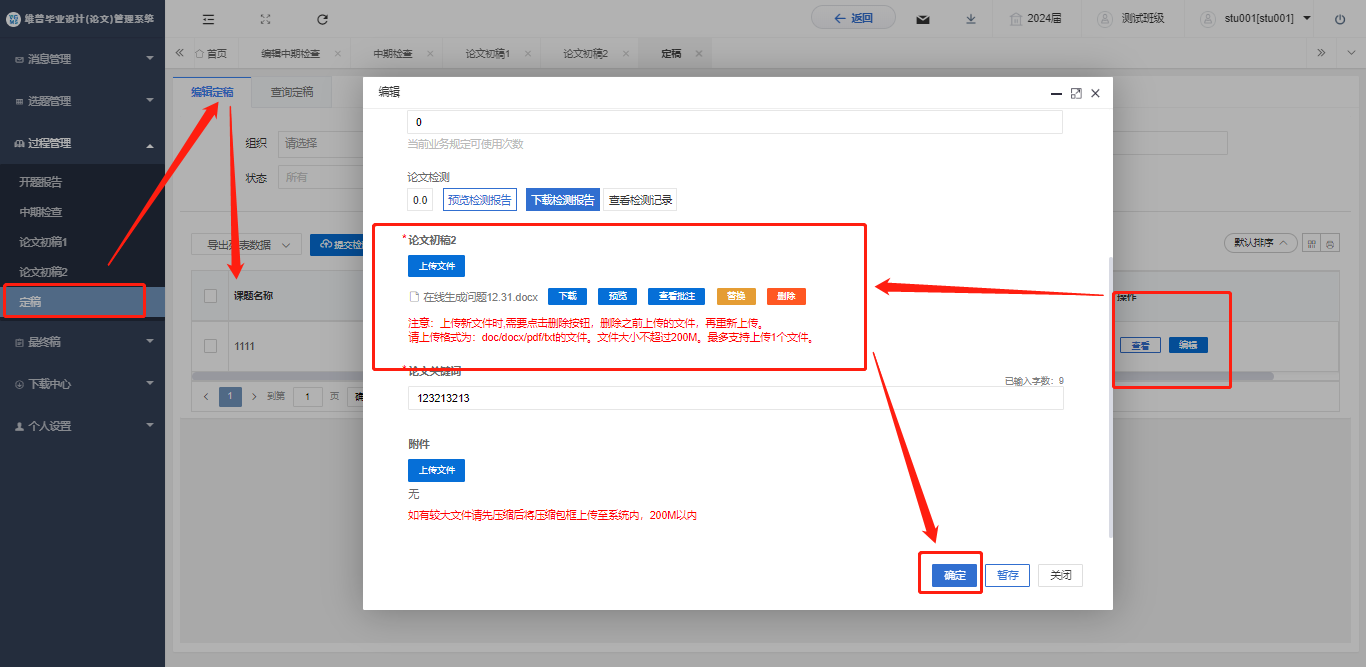 维普毕业设计(论文)管理系统
返回
2024届
测试班级
stu001[stu001]
消息管理
选题管理
过程管理
开题报告
中期检查
论文初稿1
论文初稿2
定稿
最终稿
下载中心
个人设置
首页
编辑中期检查
中期检查
论文初稿1
论文初稿2
定稿
编辑定稿
查询定稿
组织
请选择
状态
所有
导出列表数据
提交检
默认排序
课题名称
操作
1111
查看
编辑
1
到第
1
页
确
编辑
0
当前业务规定可使用次数
论文检测
0.0
预览检测报告
下载检测报告
查看检测记录
*论文初稿2
上传文件
在线生成问题12.31.docx
下载
预览
查看批注
替换
删除
注意：上传新文件时,需要点击删除按钮，删除之前上传的文件，再重新上传。
请上传格式为：doc/docx/pdf/txt的文件。文件大小不超过200M。最多支持上传1个文件。
*论文关键词
已输入字数：9
123213213
附件
上传文件
无
如有较大文件请先压缩后将压缩包框上传至系统内，200M以内
确定
暂存
关闭